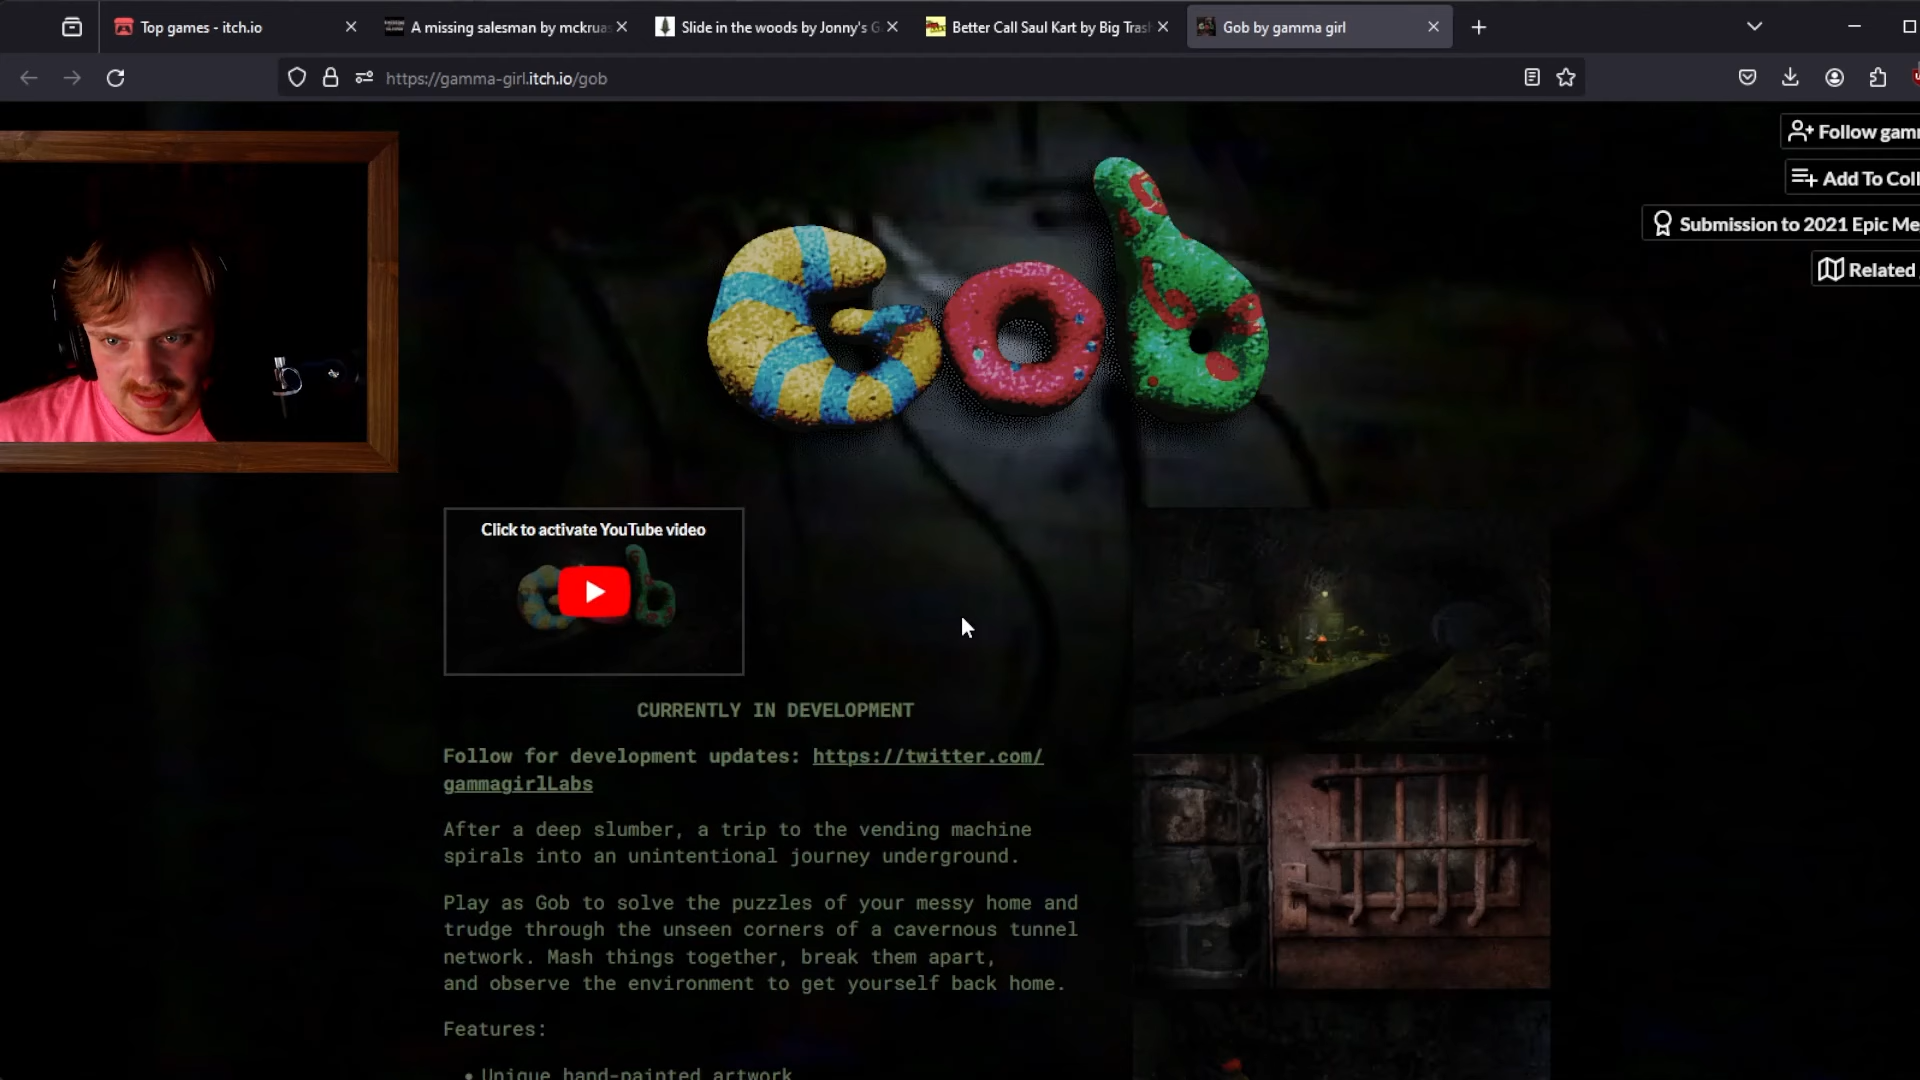 Top games - itch.io
A missing salesman by mckrua
Slide in the woods by Jonny's G
Better Call Saul Kart by Big Tras
Gob by gamma girl
https://gamma-girl.itch.io/gob
Follow gam
Add To Coll
Submission to 2021 Epic Me
Related
Gob
Click to activate YouTube video
CURRENTLY IN DEVELOPMENT
Follow for development updates: https://twitter.com/
gammagirlLabs
After a deep slumber, a trip to the vending machine
spirals into an unintentional journey underground.
Play as Gob to solve the puzzles of your messy home and
trudge through the unseen corners of a cavernous tunnel
network. Mash things together, break them apart,
and observe the environment to get yourself back home.
Features:
• Unique hand-painted artwork